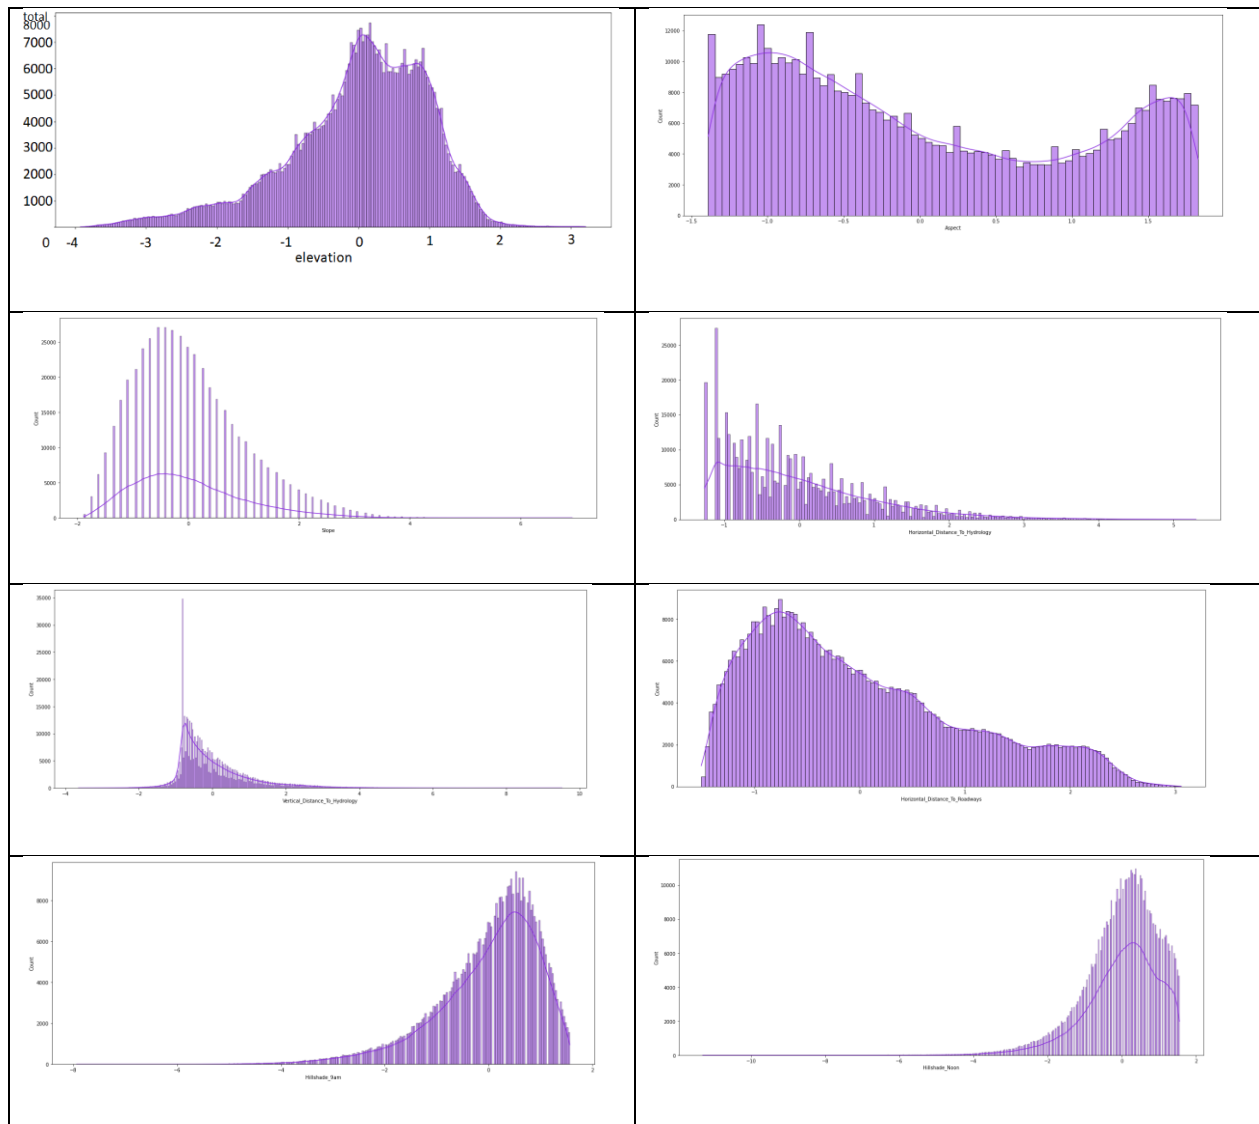 total
8000
7000
6000
5000
4000
3000
2000
1000
0 -4 -3 -2 -1 0 1 2 3
elevation
12000
10000
8000
6000
4000
2000
0
Count
−1.5 −1.0 −0.5 0.0 0.5 1.0 1.5
Aspect
25000
20000
15000
10000
5000
0
Count
−2 0 2 4 6
Slope
25000
20000
15000
10000
5000
0
Count
−1 0 1 2 3 4 5
Horizontal_Distance_To_Hydrology
35000
30000
25000
20000
15000
10000
5000
0
Count
−4 −2 0 2 4 6 8 10
Vertical_Distance_To_Hydrology
8000
6000
4000
2000
0
Count
−1 0 1 2 3
Horizontal_Distance_To_Roadways
8000
6000
4000
2000
0
Count
−8 −6 −4 −2 0 2
Hillshade_9am
10000
8000
6000
4000
2000
0
Count
−10 −8 −6 −4 −2 0 2
Hillshade_Noon